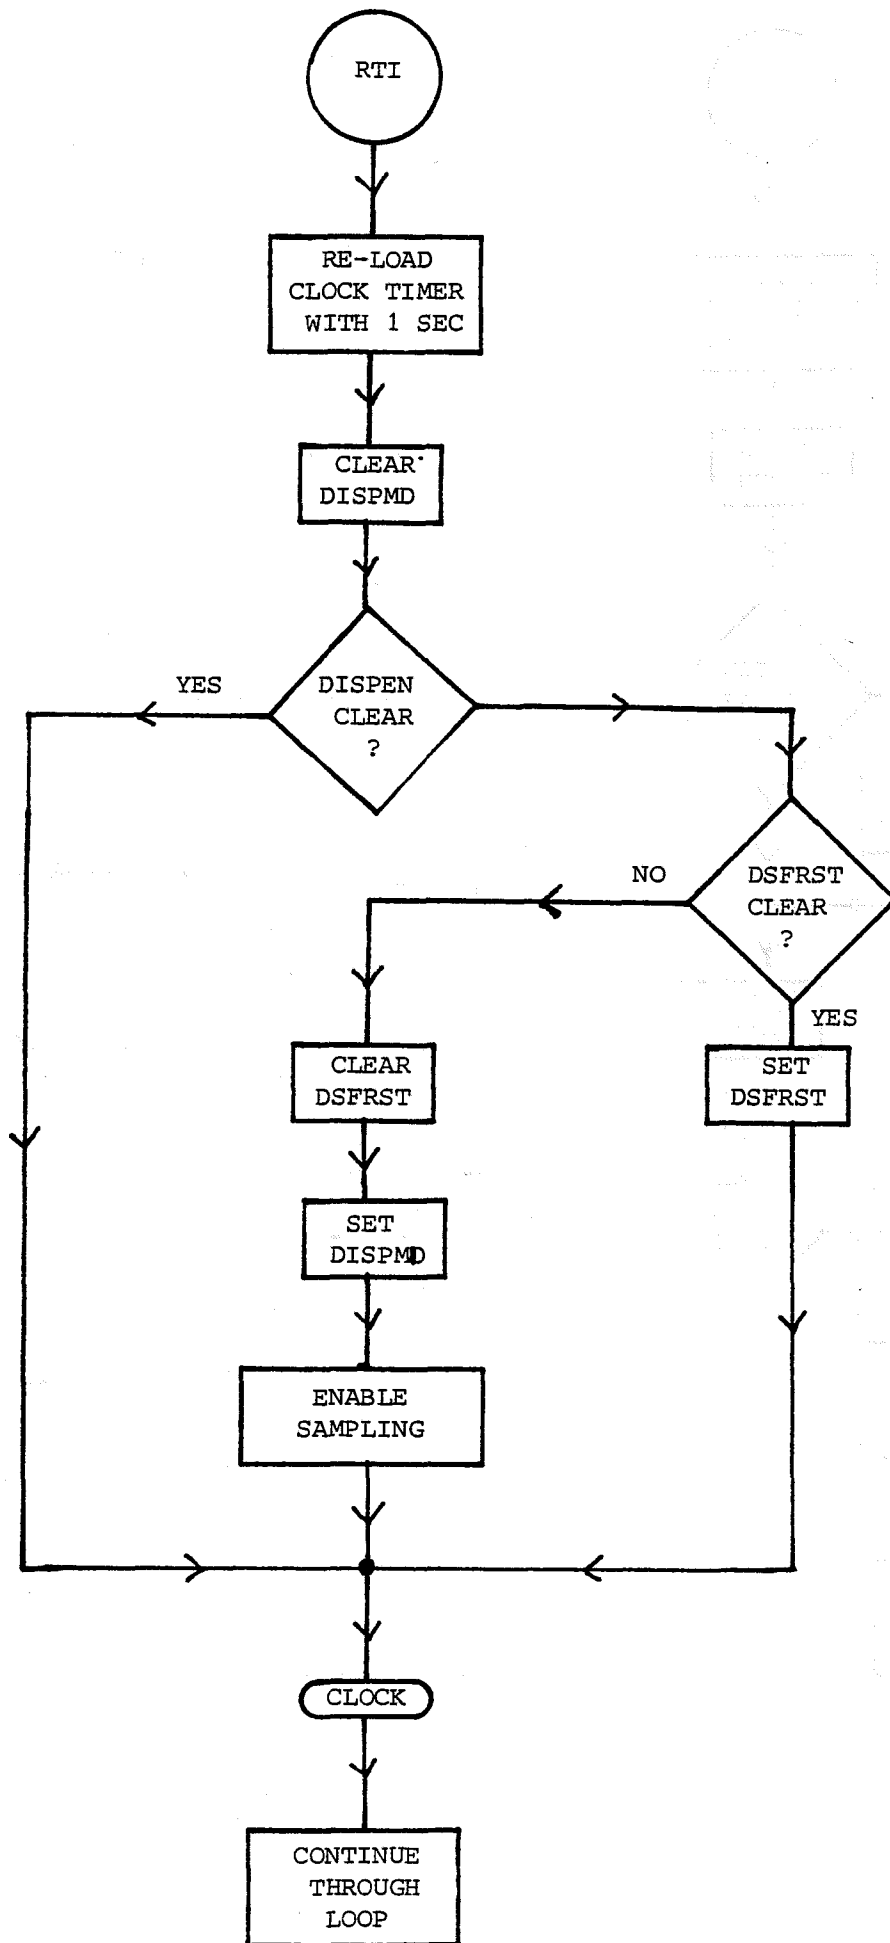 RTI
RE-LOAD
CLOCK TIMER
WITH 1 SEC
CLEAR
DISPMD
YES
DISPEN
CLEAR
?
NO
DSFRST
CLEAR
?
YES
CLEAR
DSFRST
SET
DSFRST
SET
DISPMD
ENABLE
SAMPLING
CLOCK
CONTINUE
THROUGH
LOOP